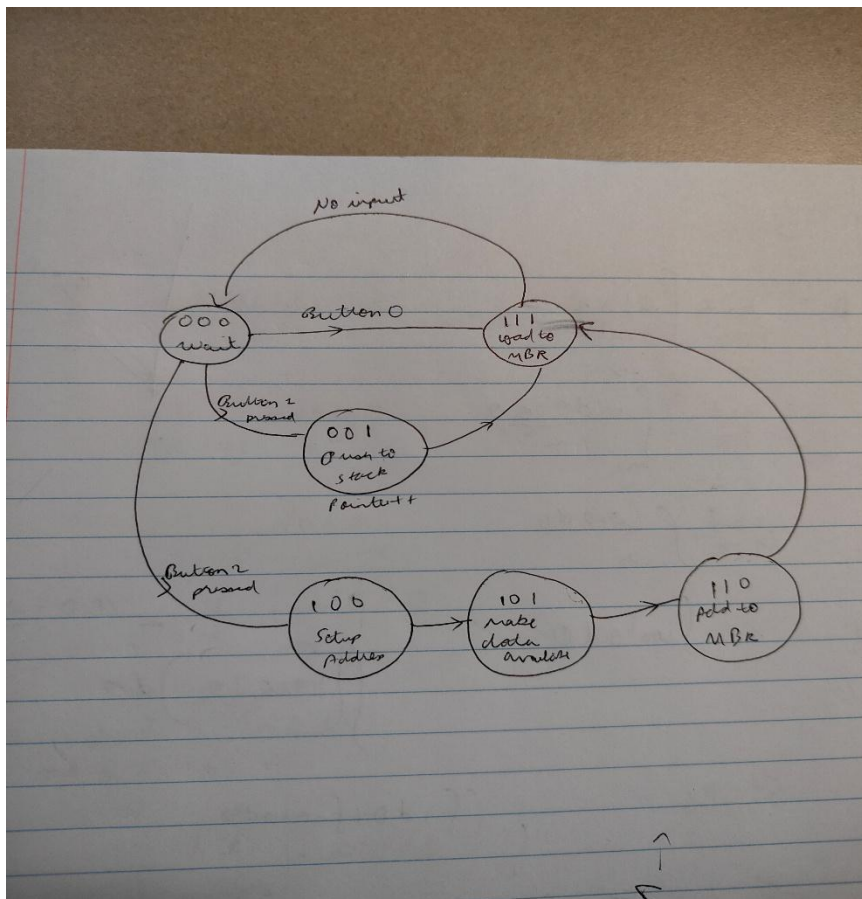 No input
000
wait
Button 0
111
load to
MBR
Button 2
pressed
001
Push to
stack
Pointer++
Button 2
pressed
100
Setup
Address
101
Make
data
available
110
Add to
MBR